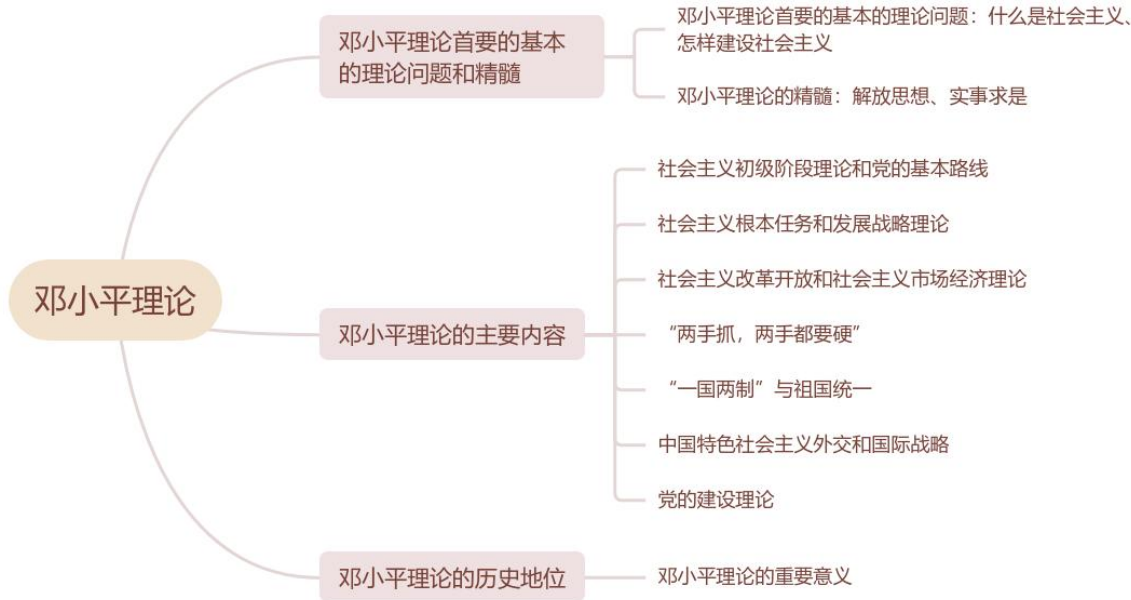 邓小平理论
邓小平理论首要的基本
的理论问题和精髓
邓小平理论首要的基本的理论问题：什么是社会主义、
怎样建设社会主义
邓小平理论的精髓：解放思想、实事求是
邓小平理论的主要内容
社会主义初级阶段理论和党的基本路线
社会主义根本任务和发展战略理论
社会主义改革开放和社会主义市场经济理论
“两手抓，两手都要硬”
“一国两制”与祖国统一
中国特色社会主义外交和国际战略
党的建设理论
邓小平理论的历史地位
邓小平理论的重要意义